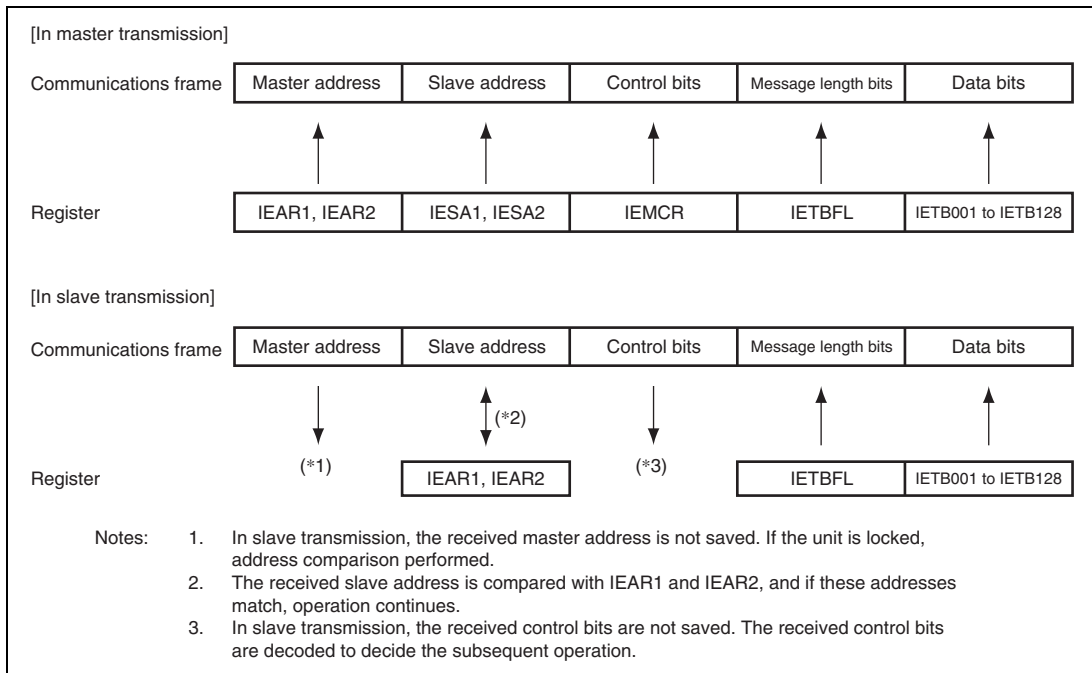 [In master transmission]
Communications frame Master address Slave address Control bits Message length bits Data bits
Register IEAR1, IEAR2 IESA1, IESA2 IEMCR IETBFL IETB001 to IETB128
[In slave transmission]
Communications frame Master address Slave address Control bits Message length bits Data bits
(*2)
Register (*1) IEAR1, IEAR2 (*3) IETBFL IETB001 to IETB128
Notes: 1. In slave transmission, the received master address is not saved. If the unit is locked,
address comparison performed.
2. The received slave address is compared with IEAR1 and IEAR2, and if these addresses
match, operation continues.
3. In slave transmission, the received control bits are not saved. The received control bits
are decoded to decide the subsequent operation.